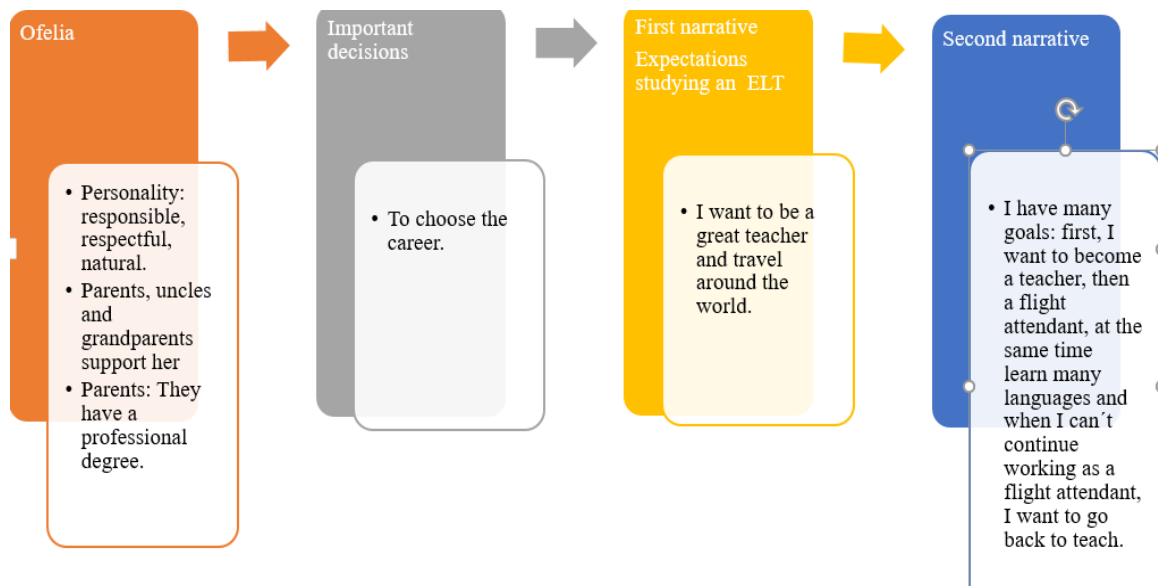 Ofelia
• Personality:
responsible,
respectful,
natural.
• Parents, uncles
and
grandparents
support her
• Parents: They
have a
professional
degree.
Important
decisions
• To choose the
career.
First narrative
Expectations
studying an ELT
• I want to be a
great teacher
and travel
around the
world.
Second narrative
• I have many
goals: first, I
want to become
a teacher, then
a flight
attendant, at the
same time
learn many
languages and
when I can´t
continue
working as a
flight attendant,
I want to go
back to teach.